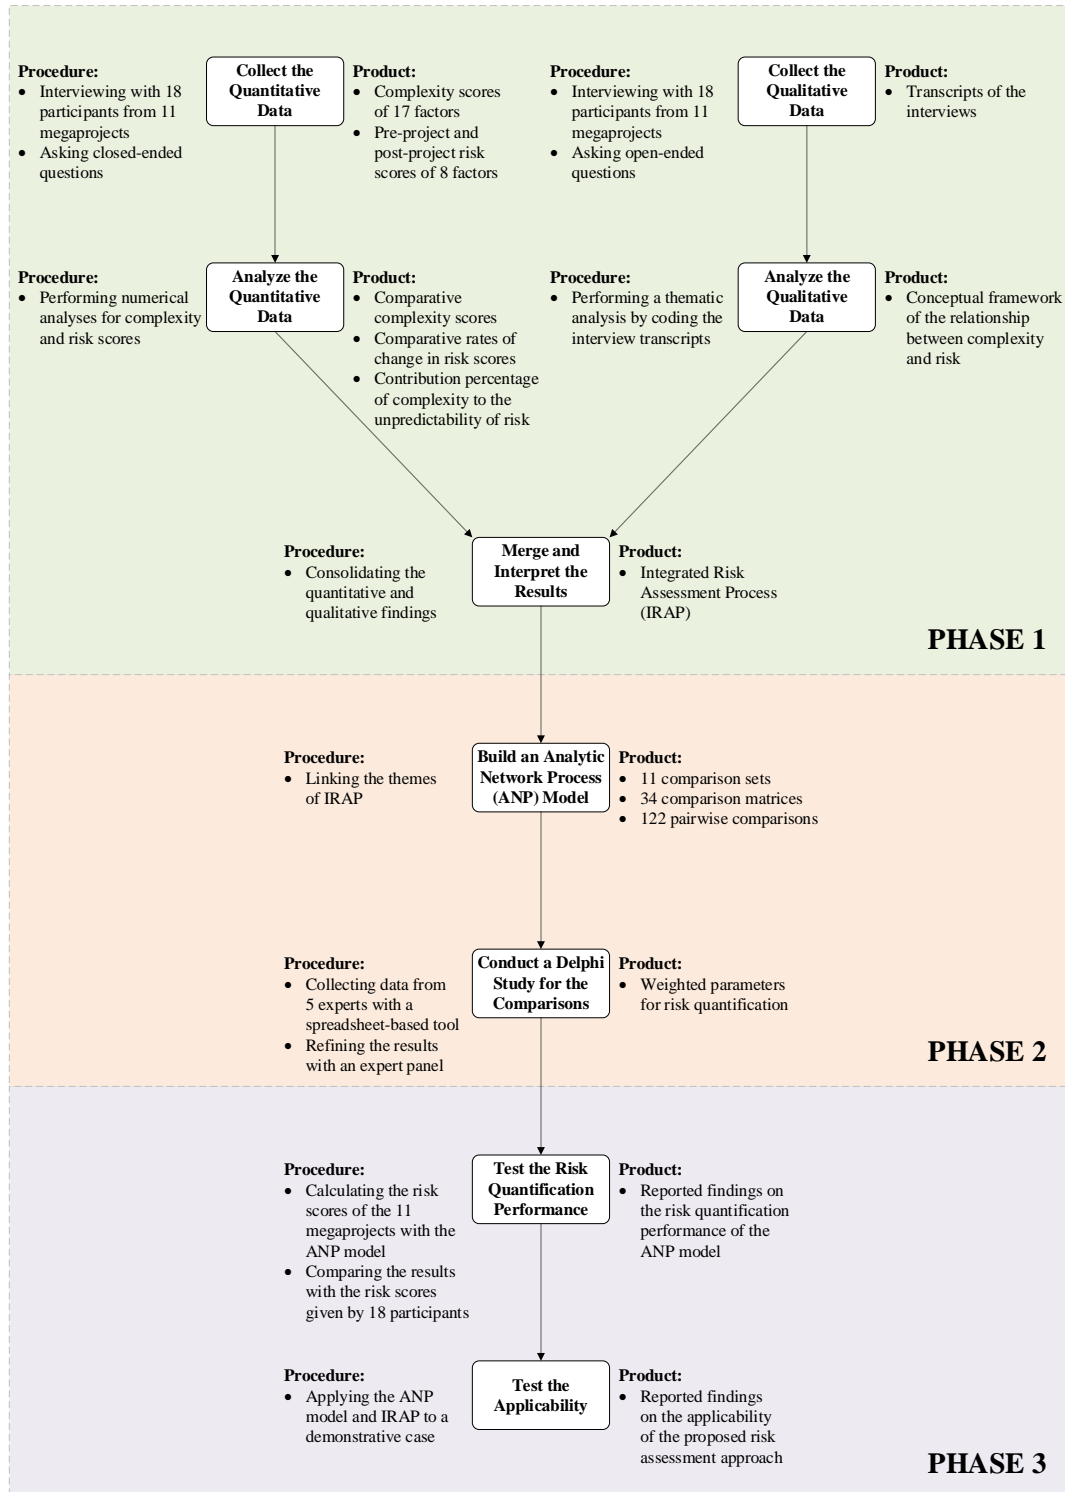 Procedure:
• Interviewing with 18
participants from 11
megaprojects
• Asking closed-ended
questions
Collect the
Quantitative
Data
Product:
• Complexity scores
of 17 factors
• Pre-project and
post-project risk
scores of 8 factors
Procedure:
• Interviewing with 18
participants from 11
megaprojects
• Asking open-ended
questions
Collect the
Qualitative
Data
Product:
• Transcripts of the
interviews
Procedure:
• Performing numerical
analyses for complexity
and risk scores
Analyze the
Quantitative
Data
Product:
• Comparative
complexity scores
• Comparative rates of
change in risk scores
• Contribution percentage
of complexity to the
unpredictability of risk
Procedure:
• Performing a thematic
analysis by coding the
interview transcripts
Analyze the
Qualitative
Data
Product:
• Conceptual framework
of the relationship
between complexity
and risk
Procedure:
• Consolidating the
quantitative and
qualitative findings
Merge and
Interpret the
Results
Product:
• Integrated Risk
Assessment Process
(IRAP)
PHASE 1
Procedure:
• Linking the themes
of IRAP
Build an Analytic
Network Process
(ANP) Model
Product:
• 11 comparison sets
• 34 comparison matrices
• 122 pairwise comparisons
Procedure:
• Collecting data from
5 experts with a
spreadsheet-based tool
• Refining the results
with an expert panel
Conduct a Delphi
Study for the
Comparisons
Product:
• Weighted parameters
for risk quantification
PHASE 2
Procedure:
• Calculating the risk
scores of the 11
megaprojects with the
ANP model
• Comparing the results
with the risk scores
given by 18 participants
Test the Risk
Quantification
Performance
Product:
• Reported findings on
the risk quantification
performance of the
ANP model
Procedure:
• Applying the ANP
model and IRAP to a
demonstrative case
Test the
Applicability
Product:
• Reported findings
on the applicability
of the proposed risk
assessment approach
PHASE 3